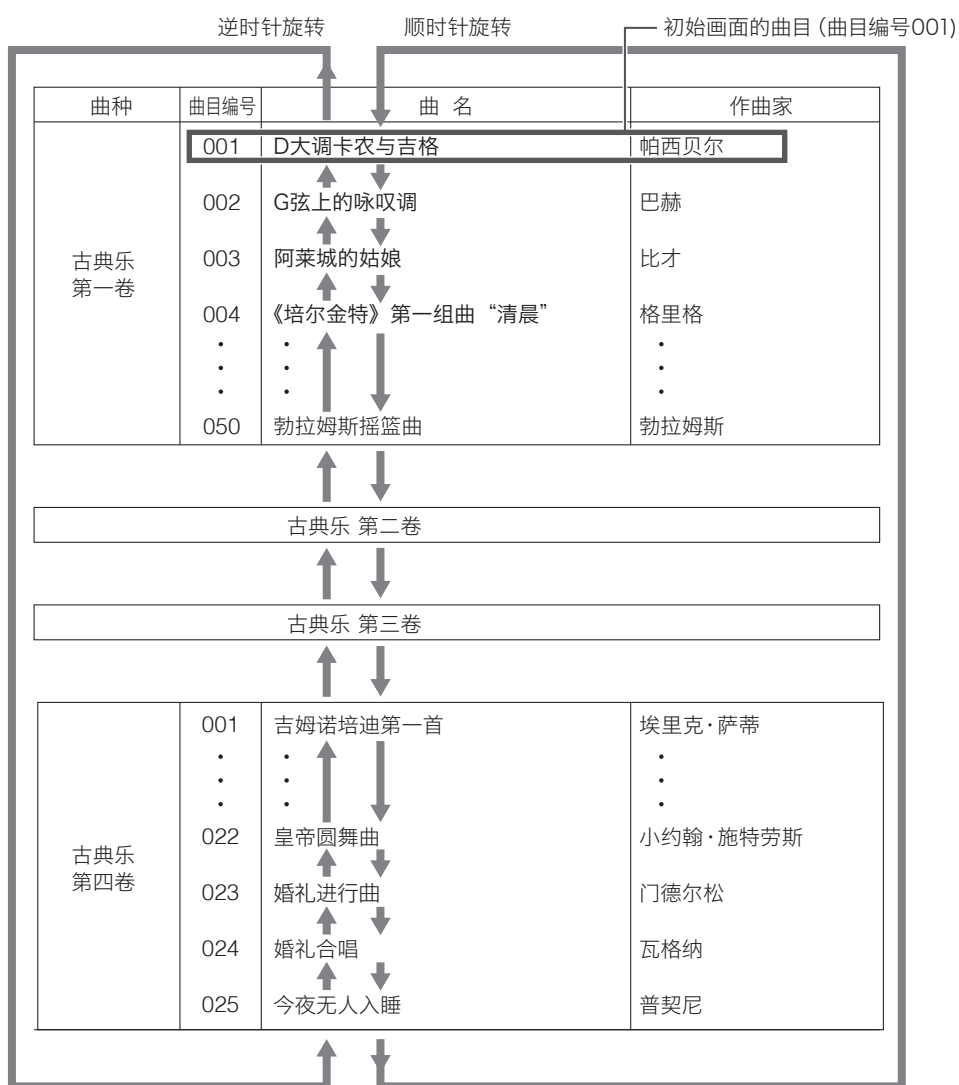 逆时针旋转 顺时针旋转 初始画面的曲目（曲目编号001)
曲种 曲目编号 曲 名 作曲家
001 D大调卡农与吉格 帕西贝尔
002 G弦上的咏叹调 巴赫
古典乐
第一卷
003 阿莱城的姑娘 比才
004 《培尔金特》第一组曲“清晨” 格里格
050 勃拉姆斯摇篮曲 勃拉姆斯
古典乐 第二卷
古典乐 第三卷
001 吉姆诺培迪第一首 埃里克·萨蒂
古典乐
第四卷
022 皇帝圆舞曲 小约翰·施特劳斯
023 婚礼进行曲 门德尔松
024 婚礼合唱 瓦格纳
025 今夜无人入睡 普契尼